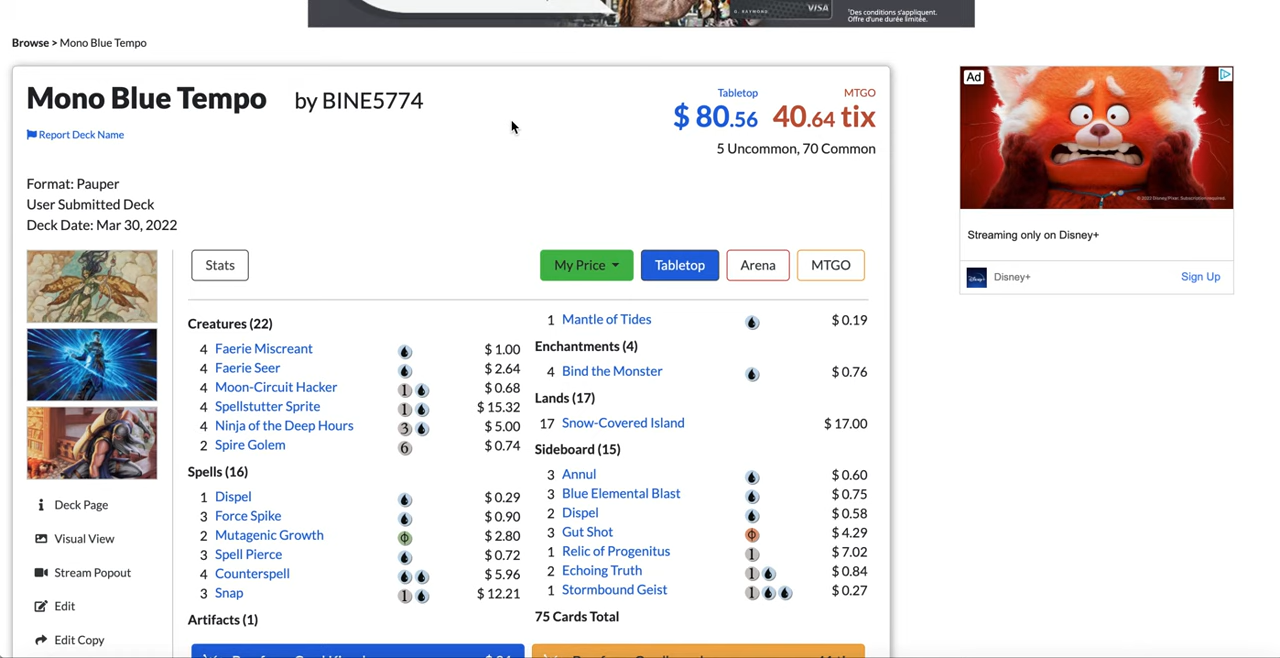 VISA
¹Des conditions s'appliquent.
Offre d'une durée limitée.
Browse > Mono Blue Tempo
Mono Blue Tempo by BINE5774
Report Deck Name
Tabletop MTGO
$ 80.56 40.64 tix
5 Uncommon, 70 Common
Format: Pauper
User Submitted Deck
Deck Date: Mar 30, 2022
Stats
My Price Tabletop Arena MTGO
Creatures (22)
4 Faerie Miscreant $ 1.00
4 Faerie Seer $ 2.64
4 Moon-Circuit Hacker 1 $ 0.68
4 Spellstutter Sprite 1 $ 15.32
4 Ninja of the Deep Hours 3 $ 5.00
2 Spire Golem 6 $ 0.74
Spells (16)
1 Dispel $ 0.29
3 Force Spike $ 0.90
2 Mutagenic Growth $ 2.80
3 Spell Pierce $ 0.72
4 Counterspell $ 5.96
3 Snap 1 $ 12.21
Artifacts (1)
1 Mantle of Tides $ 0.19
Enchantments (4)
4 Bind the Monster $ 0.76
Lands (17)
17 Snow-Covered Island $ 17.00
Sideboard (15)
3 Annul $ 0.60
3 Blue Elemental Blast $ 0.75
2 Dispel $ 0.58
3 Gut Shot $ 4.29
1 Relic of Progenitus 1 $ 7.02
2 Echoing Truth 1 $ 0.84
1 Stormbound Geist 1 $ 0.27
75 Cards Total
Deck Page
Visual View
Stream Popout
Edit
Edit Copy
Ad
Streaming only on Disney+
Disney+ Sign Up